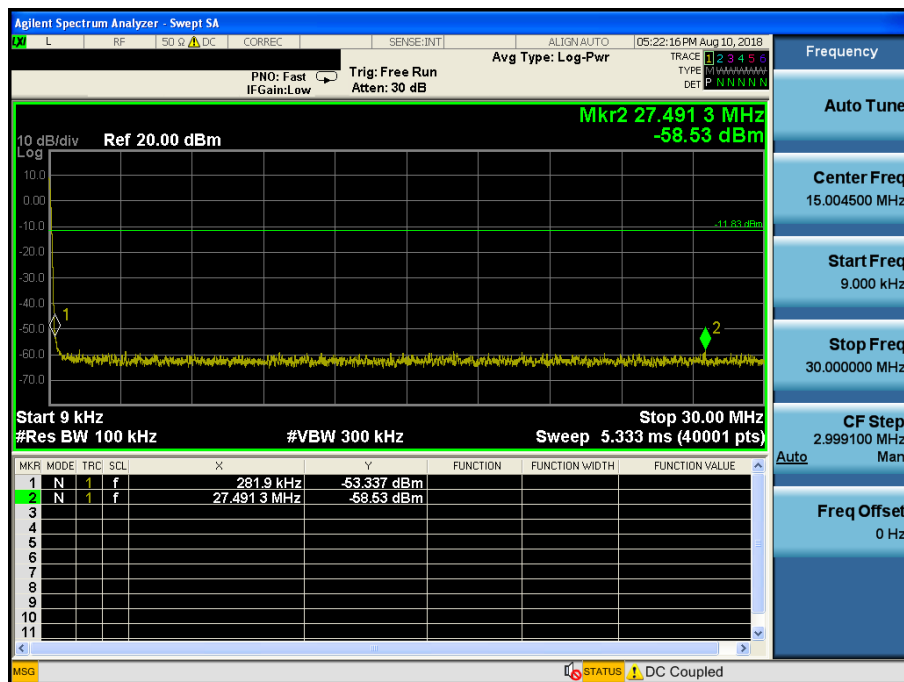 Agilent Spectrum Analyzer - Swept SA
LXI L RF 50 Ω DC CORREC SENSE:INT ALIGN AUTO 05:22:16 PM Aug 10, 2018
Avg Type: Log-Pwr
TRACE 1 2 3 4 5 6
PNO: Fast Trig: Free Run
TYPE M WWWWW
IFGain:Low Atten: 30 dB
DET P N N N N N
Mkr2 27.491 3 MHz
-58.53 dBm
10 dB/div Ref 20.00 dBm
Log
10.0
0.00
-10.0
-11.83 dBm
-20.0
-30.0
-40.0
1
-50.0
2
-60.0
-70.0
Start 9 kHz Stop 30.00 MHz
#Res BW 100 kHz #VBW 300 kHz Sweep 5.333 ms (40001 pts)
MKR MODE TRC SCL X Y FUNCTION FUNCTION WIDTH FUNCTION VALUE
1 N 1 f 281.9 kHz -53.337 dBm
2 N 1 f 27.491 3 MHz -58.53 dBm
3
4
5
6
7
8
9
10
11
MSG STATUS DC Coupled
Frequency
Auto Tune
Center Freq
15.004500 MHz
Start Freq
9.000 kHz
Stop Freq
30.000000 MHz
CF Step
2.999100 MHz
Auto Man
Freq Offset
0 Hz